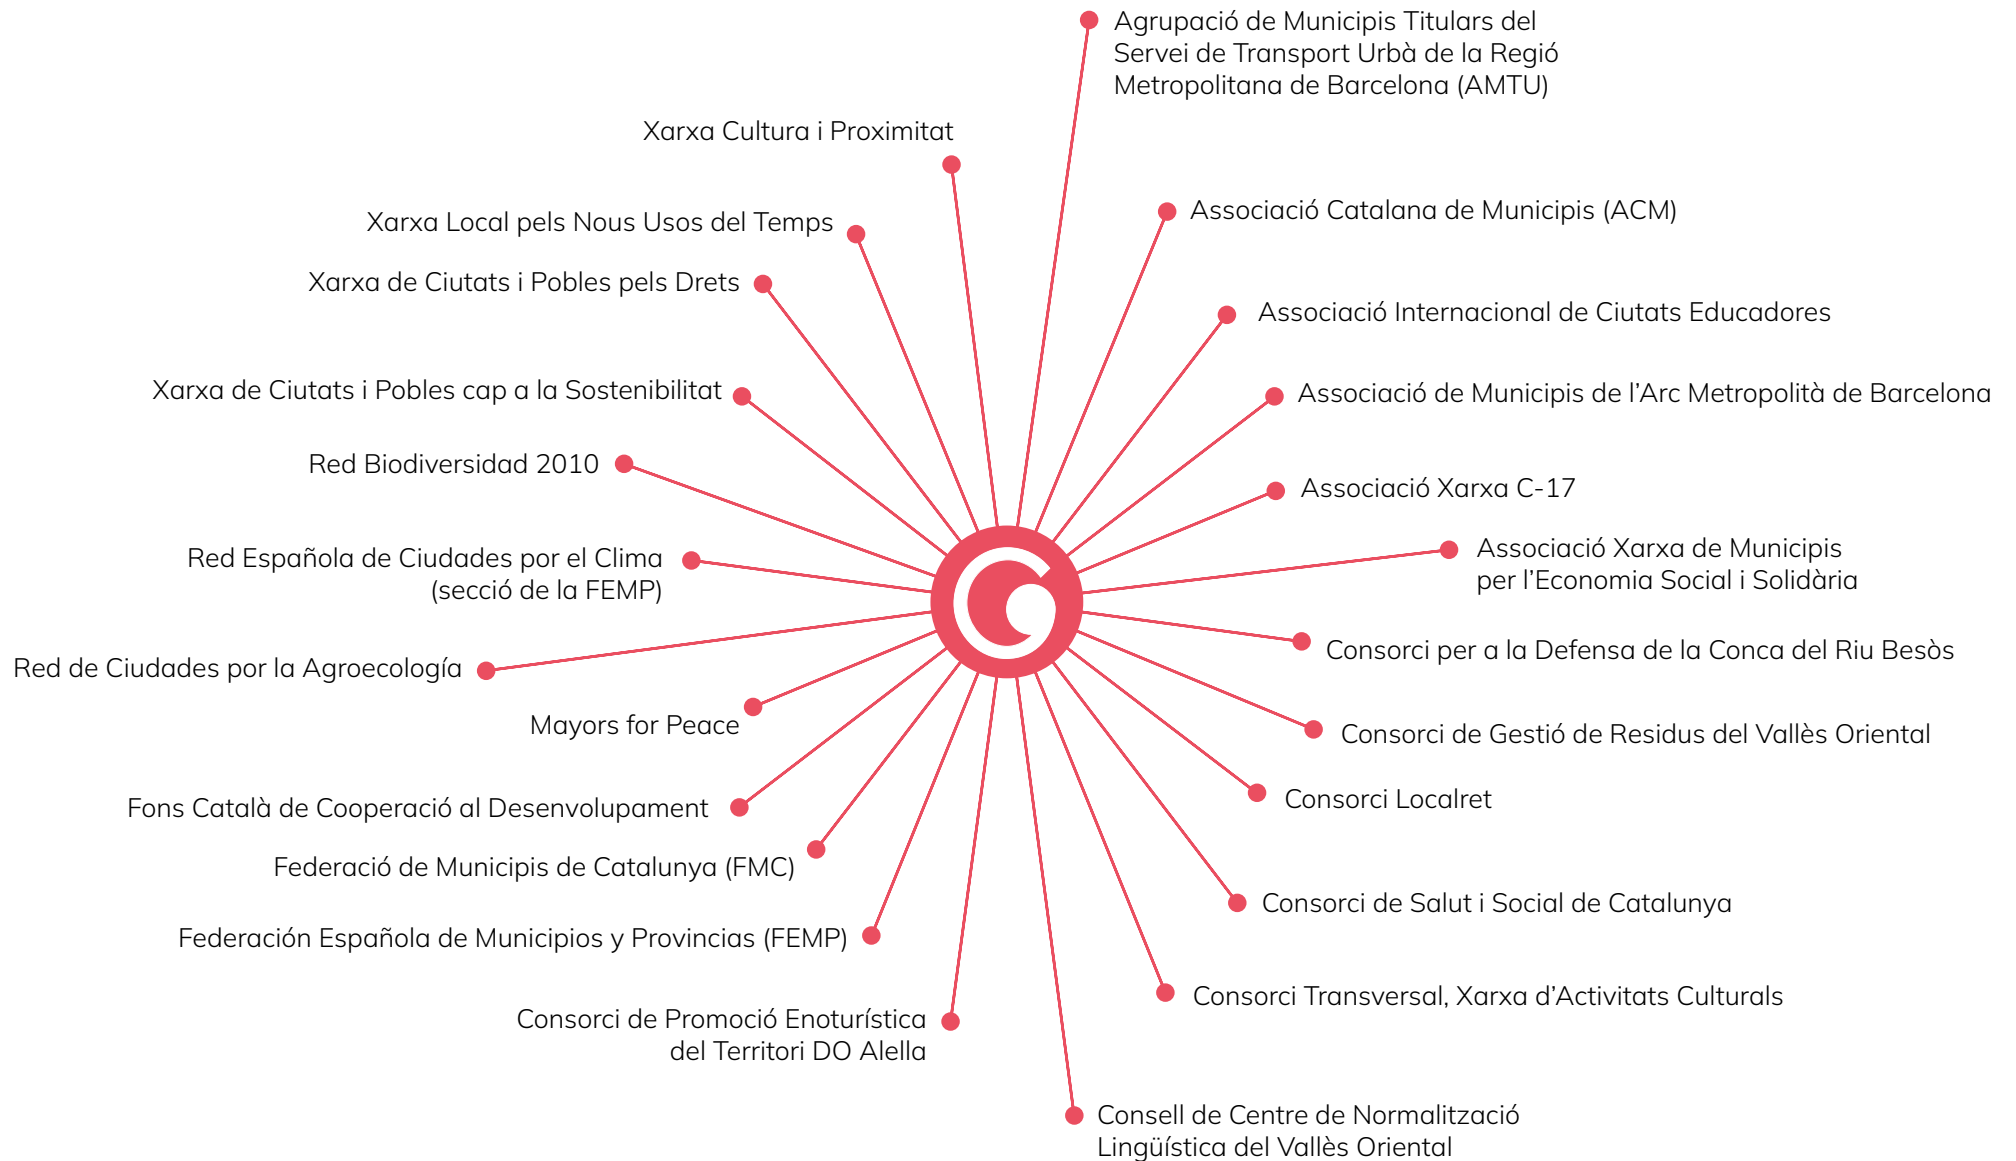 Agrupació de Municipis Titulars del
Servei de Transport Urbà de la Regió
Metropolitana de Barcelona (AMTU)
Associació Catalana de Municipis (ACM)
Associació Internacional de Ciutats Educadores
Associació de Municipis de l’Arc Metropolità de Barcelona
Associació Xarxa C-17
Associació Xarxa de Municipis
per l’Economia Social i Solidària
Consorci per a la Defensa de la Conca del Riu Besòs
Consorci de Gestió de Residus del Vallès Oriental
Consorci Localret
Consorci de Salut i Social de Catalunya
Consorci Transversal, Xarxa d’Activitats Culturals
Consell de Centre de Normalització
Lingüística del Vallès Oriental
Consorci de Promoció Enoturística
del Territori DO Alella
Federación Española de Municipios y Provincias (FEMP)
Federació de Municipis de Catalunya (FMC)
Fons Català de Cooperació al Desenvolupament
Mayors for Peace
Red de Ciudades por la Agroecología
Red Española de Ciudades por el Clima
(secció de la FEMP)
Red Biodiversidad 2010
Xarxa de Ciutats i Pobles cap a la Sostenibilitat
Xarxa de Ciutats i Pobles pels Drets
Xarxa Local pels Nous Usos del Temps
Xarxa Cultura i Proximitat